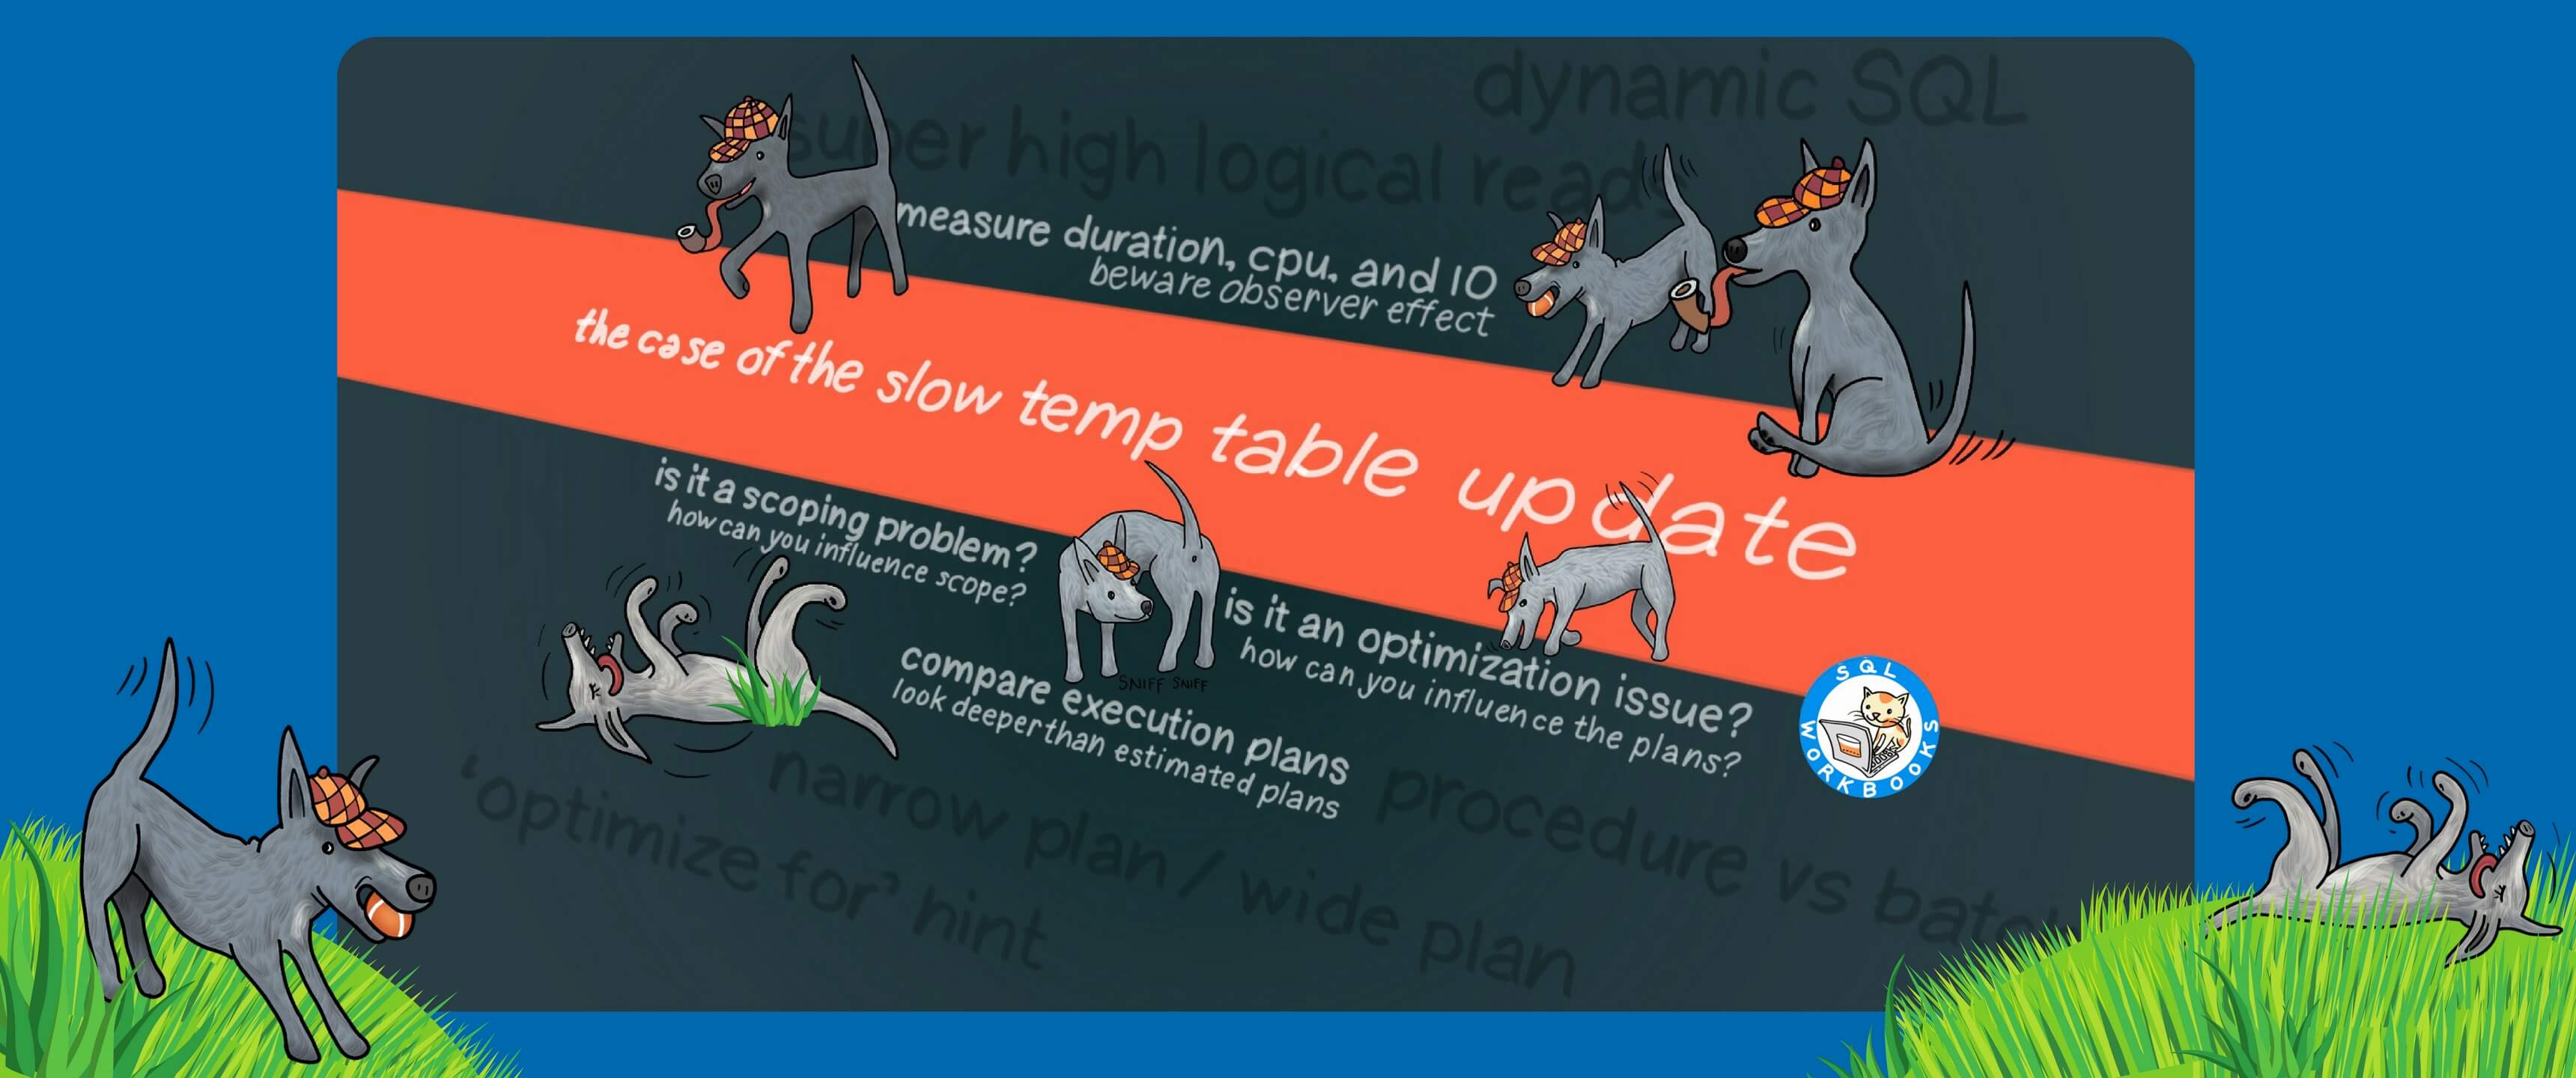 dynamic SQL
super high logical reads
measure duration, cpu, and IO
beware observer effect
the case of the slow temp table update
is it a scoping problem?
how can you influence scope?
SNIFF SNIFF
is it an optimization issue?
how can you influence the plans?
compare execution plans
look deeper than estimated plans
SQL WORKBOOKS
narrow plan / wide plan
procedure vs batch
'optimize for' hint